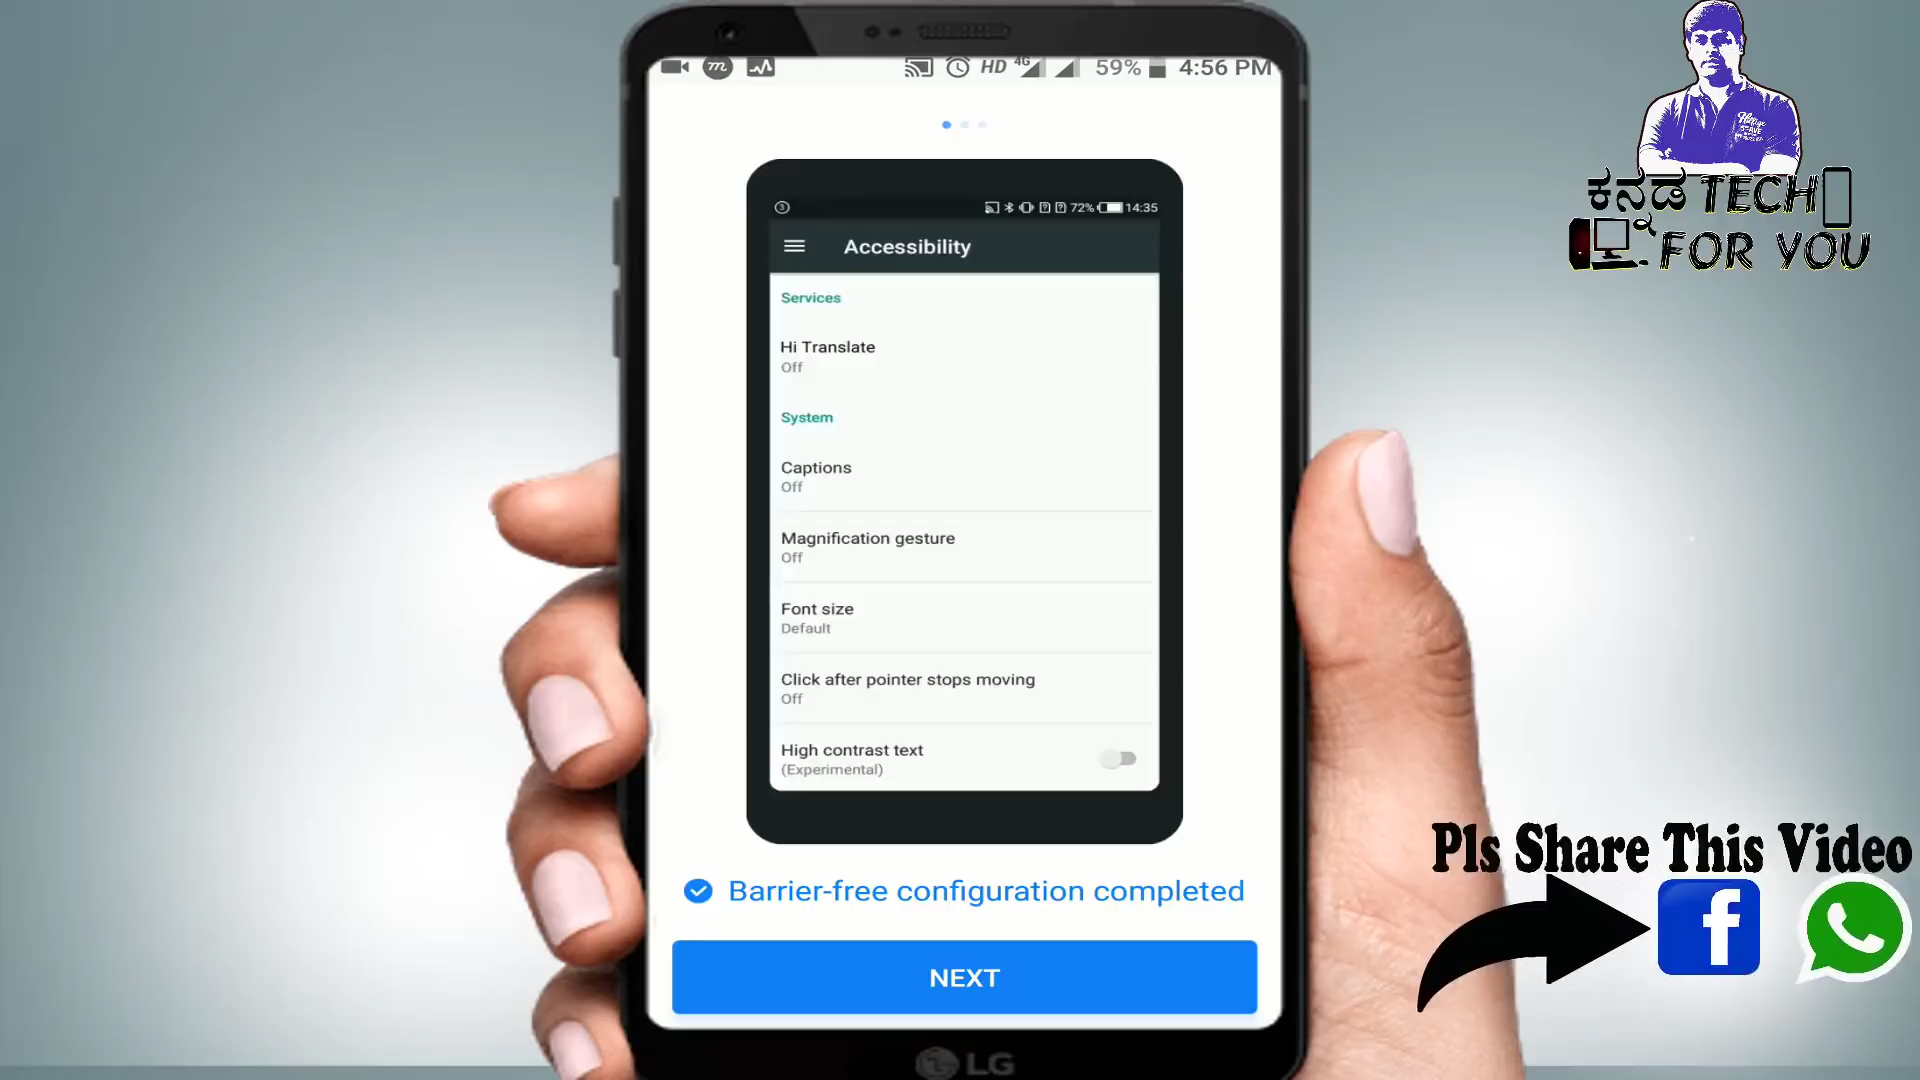 HD 4G 59% 4:56 PM
3 72% 14:35
Accessibility
Services
Hi Translate
Off
System
Captions
Off
Magnification gesture
Off
Font size
Default
Click after pointer stops moving
Off
High contrast text
(Experimental)
Barrier-free configuration completed
NEXT
LG
ಕನ್ನಡ TECH
FOR YOU
Pls Share This Video
f